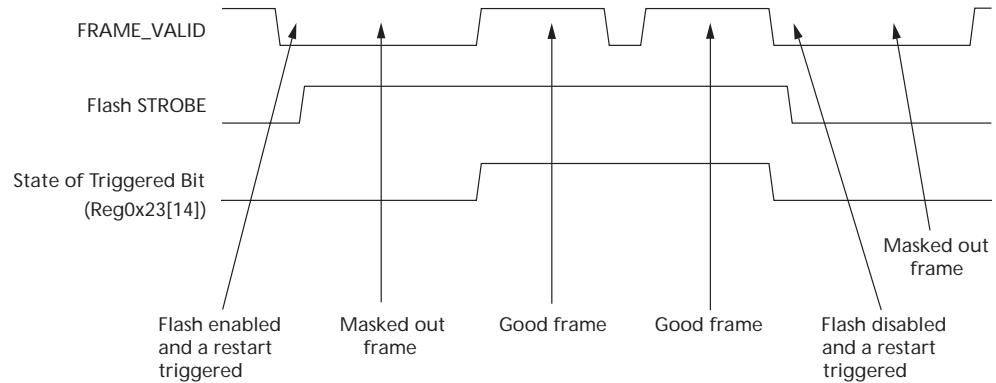 FRAME_VALID
Flash STROBE
State of Triggered Bit
(Reg0x23[14])
Masked out
frame
Flash enabled
and a restart
triggered
Masked out
frame
Good frame
Good frame
Flash disabled
and a restart
triggered